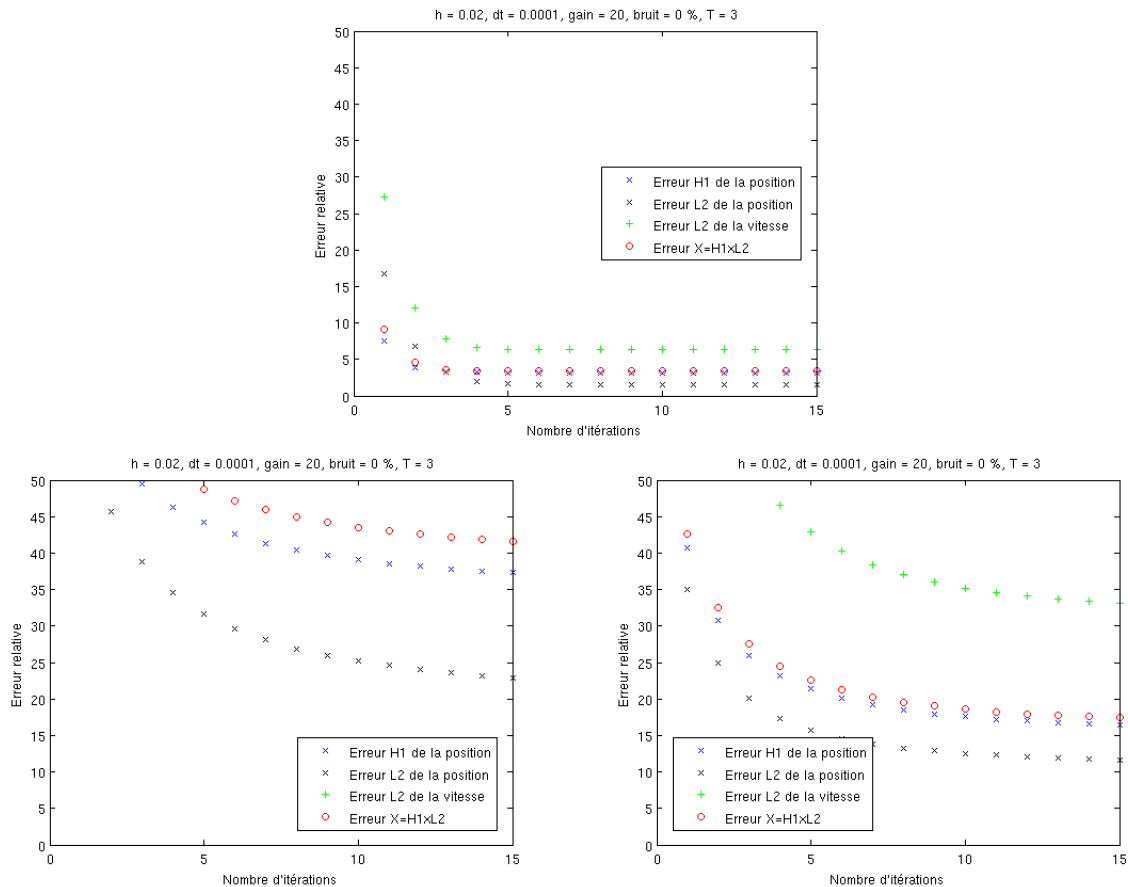 h = 0.02, dt = 0.0001, gain = 20, bruit = 0 %, T = 3
50
45
40
35
30
25
20
15
10
5
0
Erreur relative
Erreur H1 de la position
Erreur L2 de la position
Erreur L2 de la vitesse
Erreur X=H1xL2
0
5
10
15
Nombre d'itérations
h = 0.02, dt = 0.0001, gain = 20, bruit = 0 %, T = 3
50
45
40
35
30
25
20
15
10
5
0
Erreur relative
Erreur H1 de la position
Erreur L2 de la position
Erreur L2 de la vitesse
Erreur X=H1xL2
0
5
10
15
Nombre d'itérations
h = 0.02, dt = 0.0001, gain = 20, bruit = 0 %, T = 3
50
45
40
35
30
25
20
15
10
5
0
Erreur relative
Erreur H1 de la position
Erreur L2 de la position
Erreur L2 de la vitesse
Erreur X=H1xL2
0
5
10
15
Nombre d'itérations